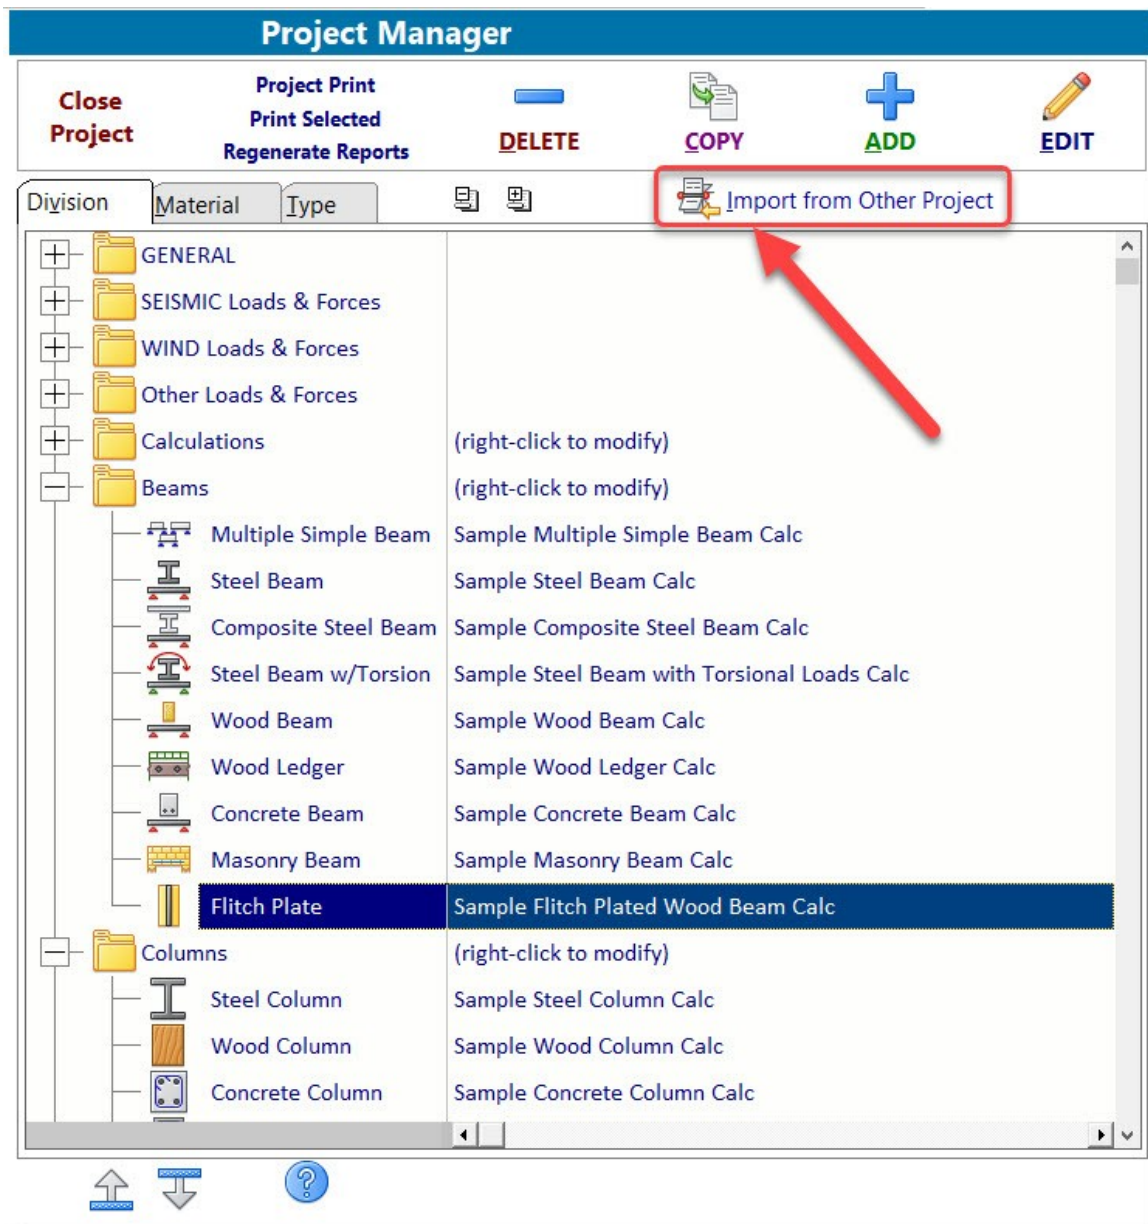 Project Manager
Close
Project
Project Print
Print Selected
Regenerate Reports
DELETE
COPY
ADD
EDIT
Division
Material
Type
Import from Other Project
GENERAL
SEISMIC Loads & Forces
WIND Loads & Forces
Other Loads & Forces
Calculations (right-click to modify)
Beams (right-click to modify)
Multiple Simple Beam Sample Multiple Simple Beam Calc
Steel Beam Sample Steel Beam Calc
Composite Steel Beam Sample Composite Steel Beam Calc
Steel Beam w/Torsion Sample Steel Beam with Torsional Loads Calc
Wood Beam Sample Wood Beam Calc
Wood Ledger Sample Wood Ledger Calc
Concrete Beam Sample Concrete Beam Calc
Masonry Beam Sample Masonry Beam Calc
Flitch Plate Sample Flitch Plated Wood Beam Calc
Columns (right-click to modify)
Steel Column Sample Steel Column Calc
Wood Column Sample Wood Column Calc
Concrete Column Sample Concrete Column Calc
?